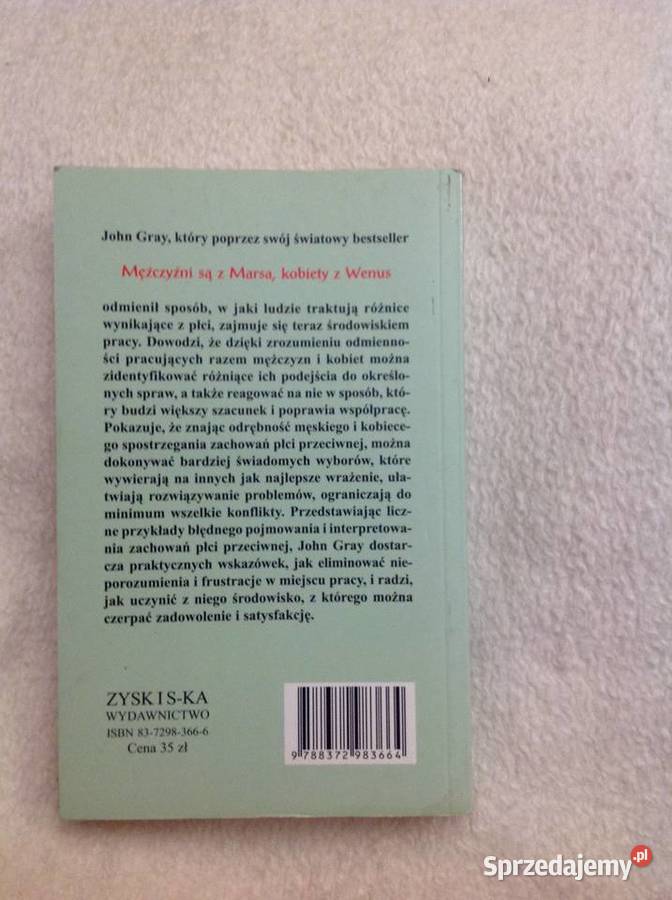 John Gray, który poprzez swój światowy bestseller
Mężczyźni są z Marsa, kobiety z Wenus
odmienił sposób, w jaki ludzie traktują różnice
wynikające z płci, zajmuje się teraz środowiskiem
pracy. Dowodzi, że dzięki zrozumieniu odmienno-
ści pracujących razem mężczyzn i kobiet można
zidentyfikować różniące ich podejścia do określo-
nych spraw, a także reagować na nie w sposób, któ-
ry budzi większy szacunek i poprawia współpracę.
Pokazuje, że znając odrębność męskiego i kobiece-
go spostrzegania zachowań płci przeciwnej, można
dokonywać bardziej świadomych wyborów, które
wywierają na innych jak najlepsze wrażenie, uła-
twiają rozwiązywanie problemów, ograniczają do
minimum wszelkie konflikty. Przedstawiając licz-
ne przykłady błędnego pojmowania i interpretowa-
nia zachowań płci przeciwnej, John Gray dostar-
cza praktycznych wskazówek, jak eliminować nie-
porozumienia i frustracje w miejscu pracy, i radzi,
jak uczynić z niego środowisko, z którego można
czerpać zadowolenie i satysfakcję.
ZYSK I S-KA
WYDAWNICTWO
ISBN 83-7298-366-6
Cena 35 zł
9 788372 983664
Sprzedajemy.pl